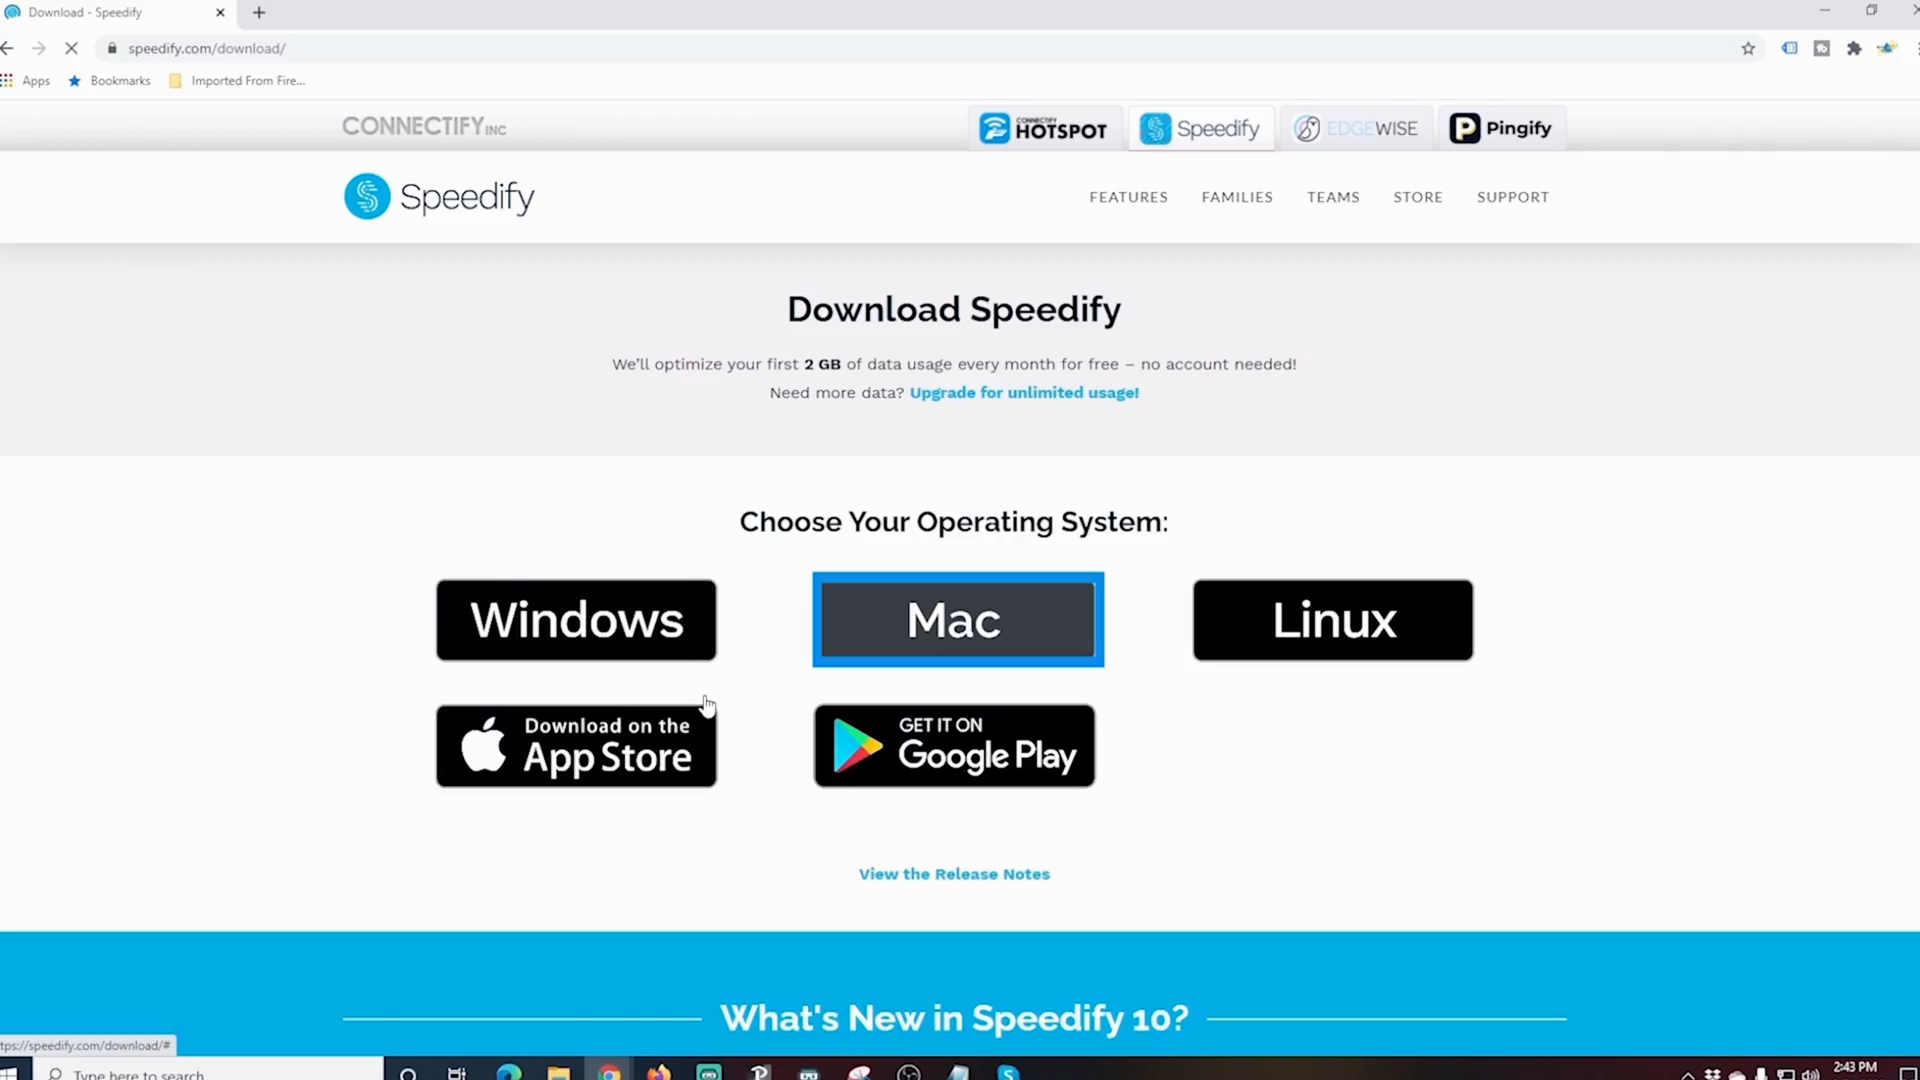 Download - Speedify
speedify.com/download/
Apps
Bookmarks
Imported From Fire...
CONNECTIFY INC
CONNECTIFY
HOTSPOT
Speedify
EDGEWISE
Pingify
Speedify
FEATURES
FAMILIES
TEAMS
STORE
SUPPORT
Download Speedify
We'll optimize your first 2 GB of data usage every month for free – no account needed!
Need more data? Upgrade for unlimited usage!
Choose Your Operating System:
Windows
Mac
Linux
Download on the
App Store
GET IT ON
Google Play
View the Release Notes
What's New in Speedify 10?
tps://speedify.com/download/#
Type here to search
2:43 PM